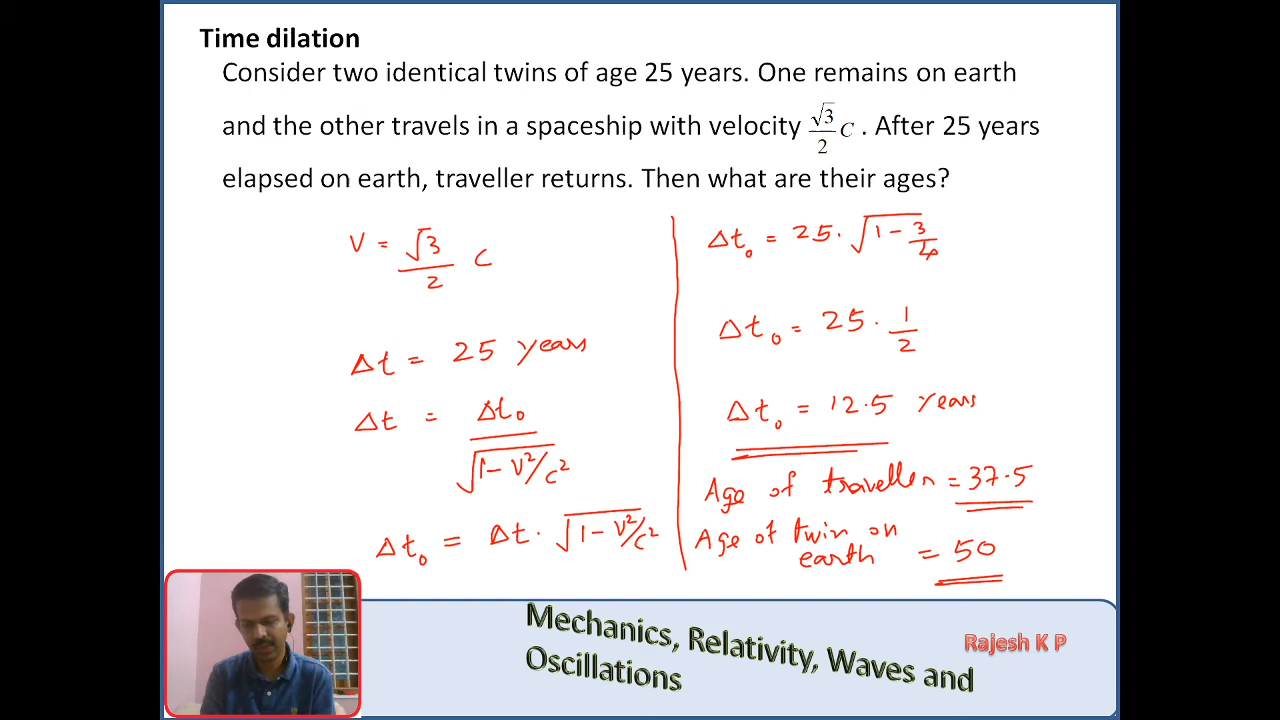 Time dilation
Consider two identical twins of age 25 years. One remains on earth
and the other travels in a spaceship with velocity √3/2 C. After 25 years
elapsed on earth, traveller returns. Then what are their ages?
V = √3/2 C
Δt = 25 years
Δt = Δt₀/√(1-V²/C²)
Δt₀ = Δt · √(1-V²/C²)
Δt₀ = 25 · √(1-3/4)
Δt₀ = 25 · 1/2
Δt₀ = 12.5 years
Age of traveller = 37.5
Age of twin on
earth = 50
Mechanics, Relativity, Waves and
Oscillations
Rajesh K P